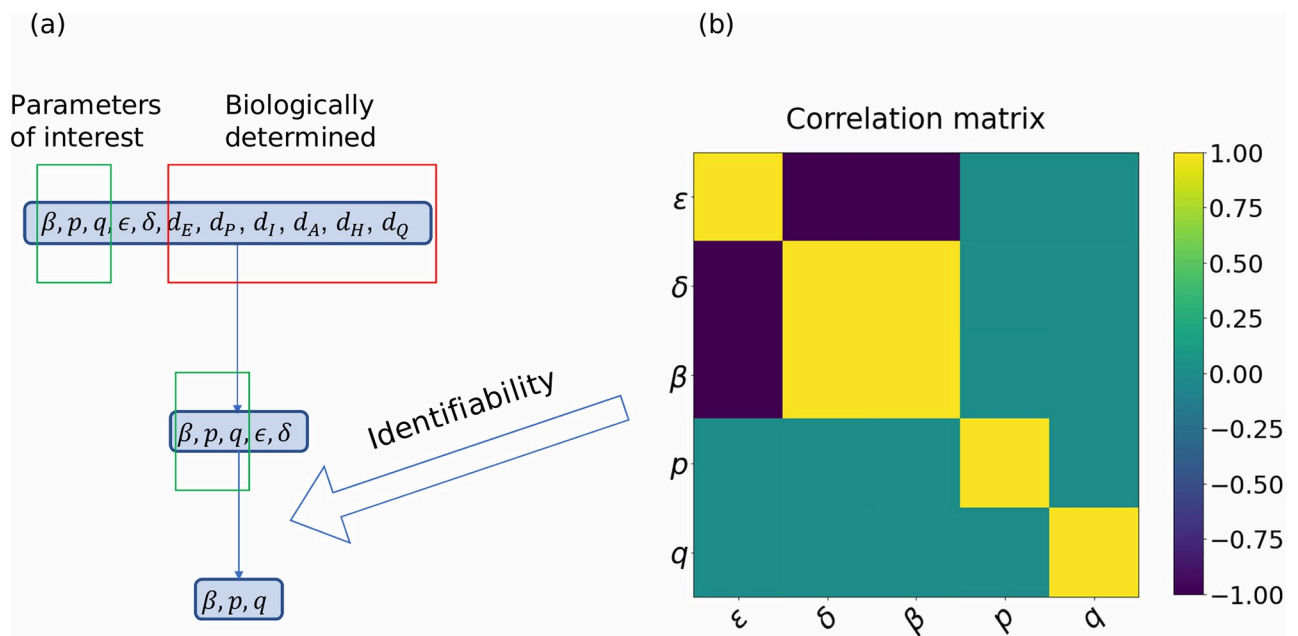 (a)
Parameters
of interest
Biologically
determined
β, p, q, ϵ, δ, d_E, d_P, d_I, d_A, d_H, d_Q
β, p, q, ϵ, δ
Identifiability
β, p, q
(b)
Correlation matrix
ε
δ
β
p
q
ε δ β p q
1.00
0.75
0.50
0.25
0.00
−0.25
−0.50
−0.75
−1.00